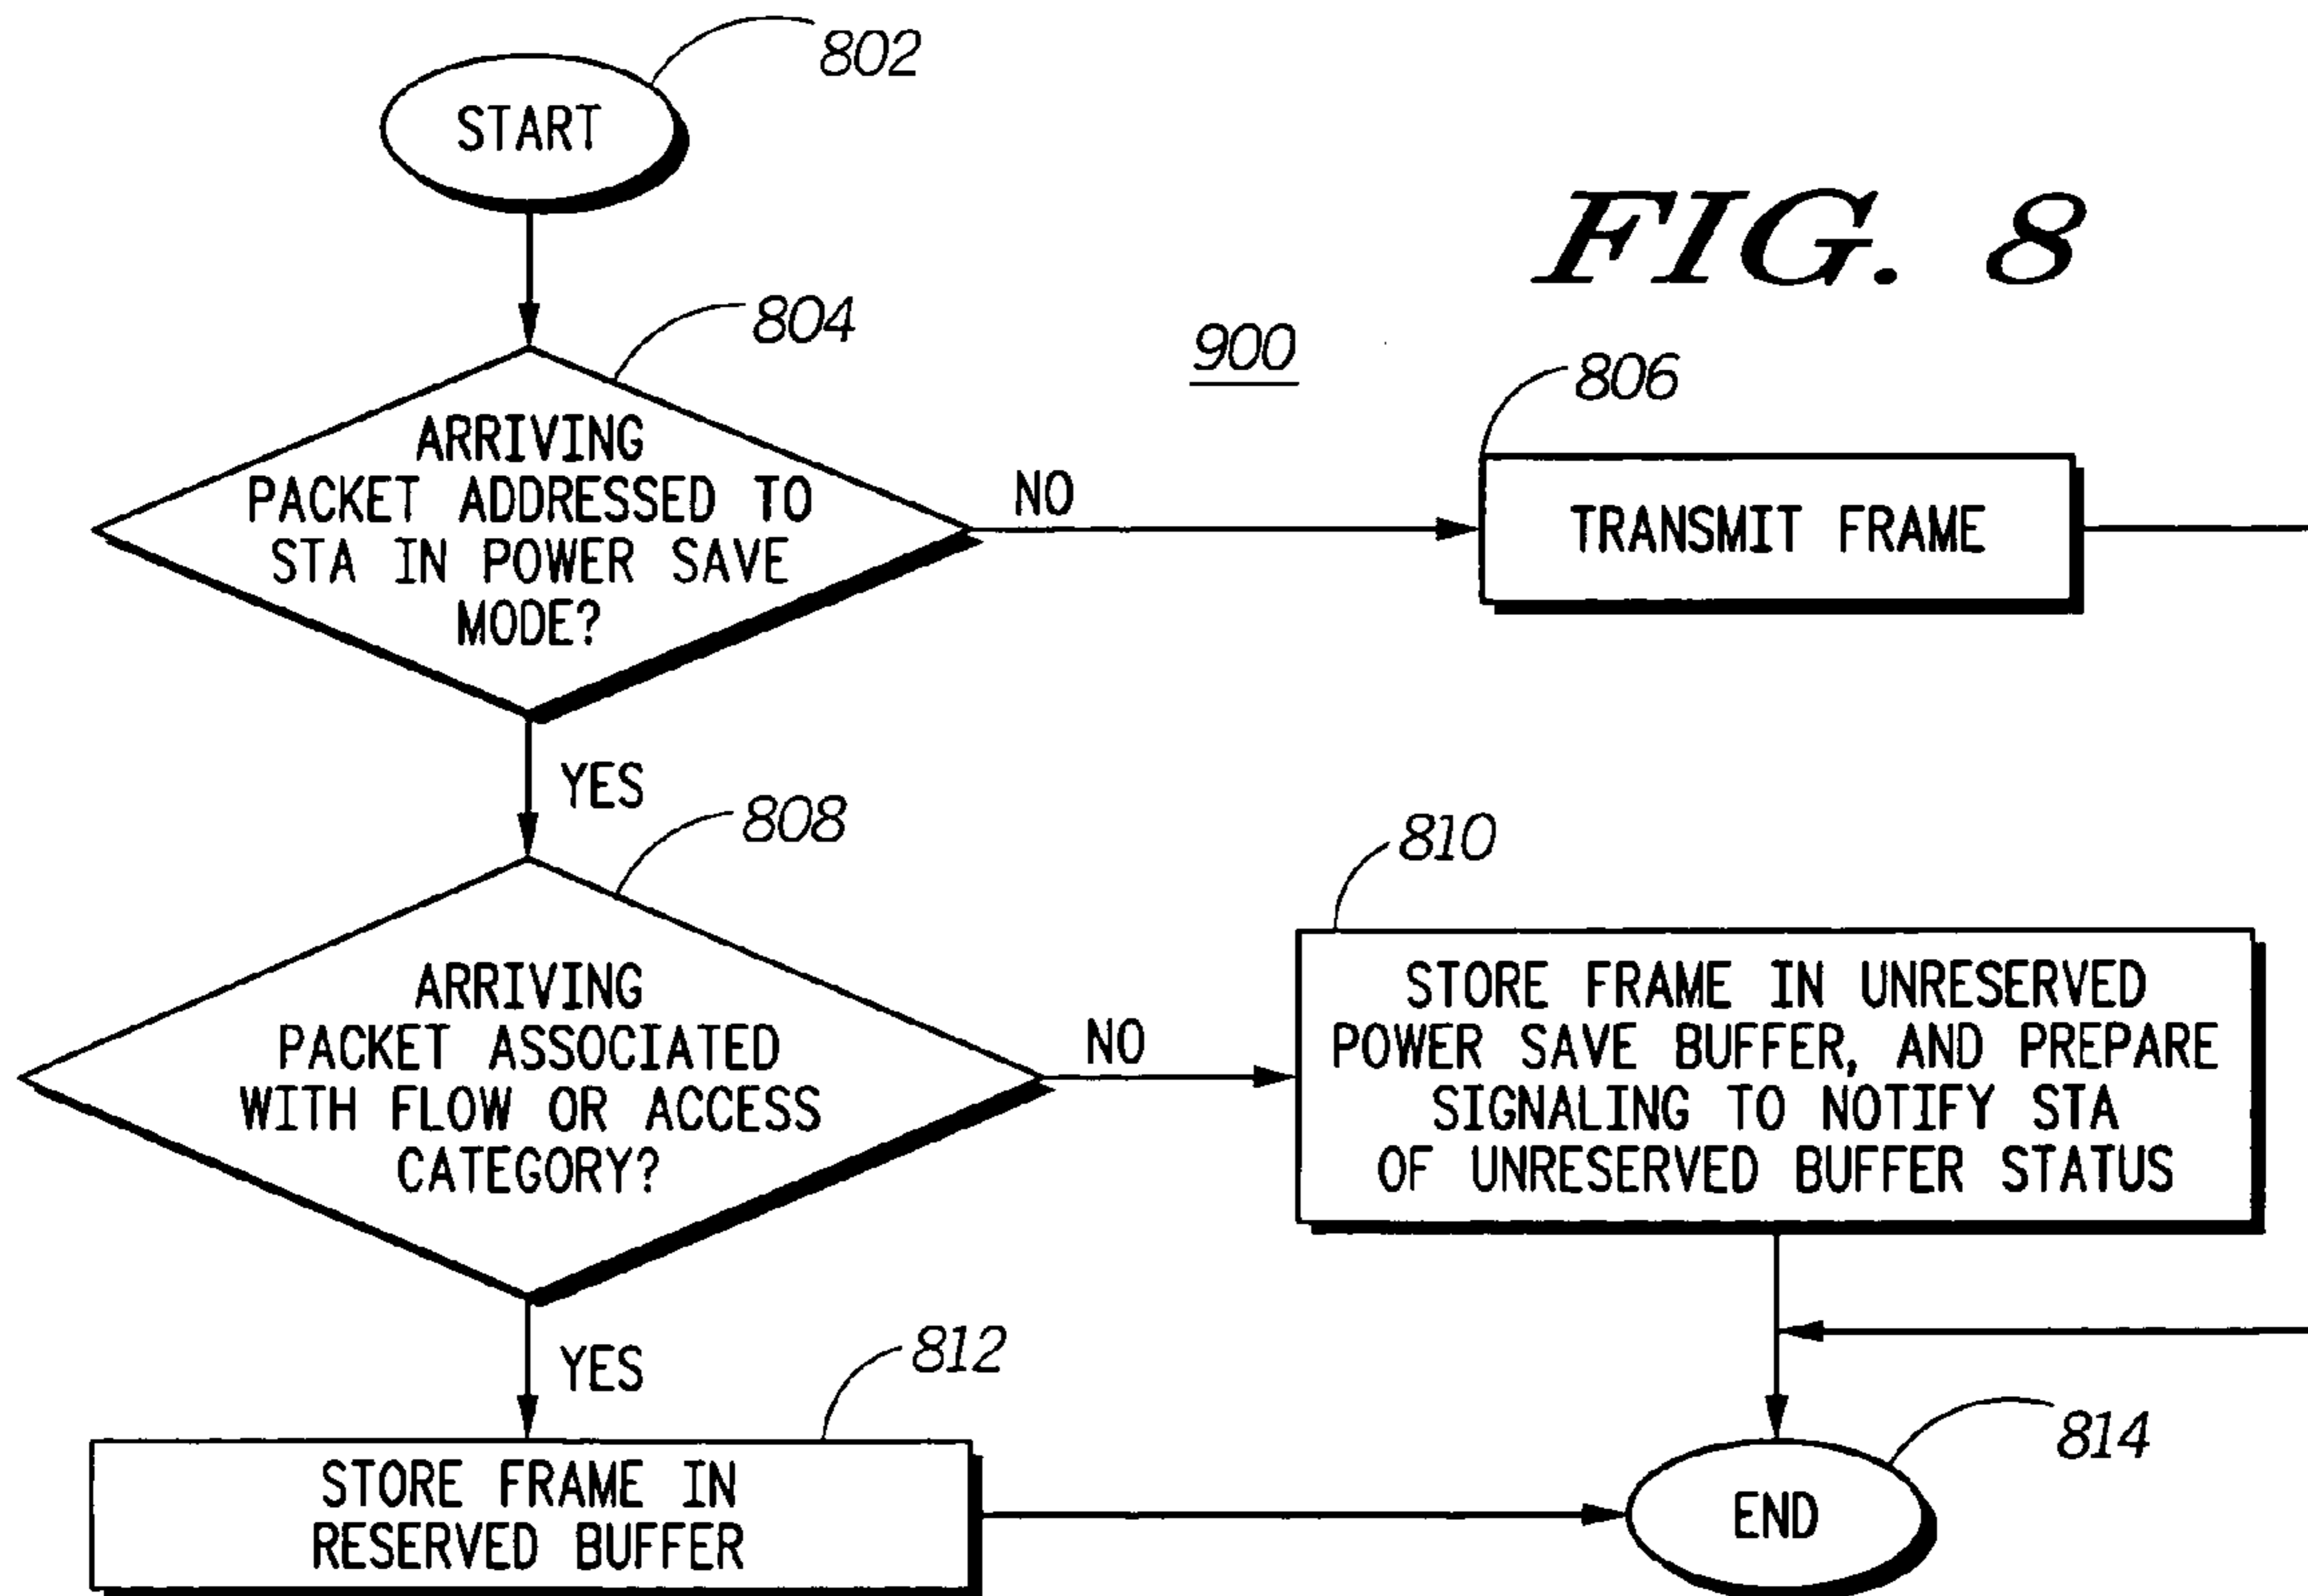 802
START
FIG. 8
804
900
806
ARRIVING
PACKET ADDRESSED TO
STA IN POWER SAVE
MODE?
NO
TRANSMIT FRAME
YES
808
810
ARRIVING
PACKET ASSOCIATED
WITH FLOW OR ACCESS
CATEGORY?
NO
STORE FRAME IN UNRESERVED
POWER SAVE BUFFER, AND PREPARE
SIGNALING TO NOTIFY STA
OF UNRESERVED BUFFER STATUS
YES
812
STORE FRAME IN
RESERVED BUFFER
814
END